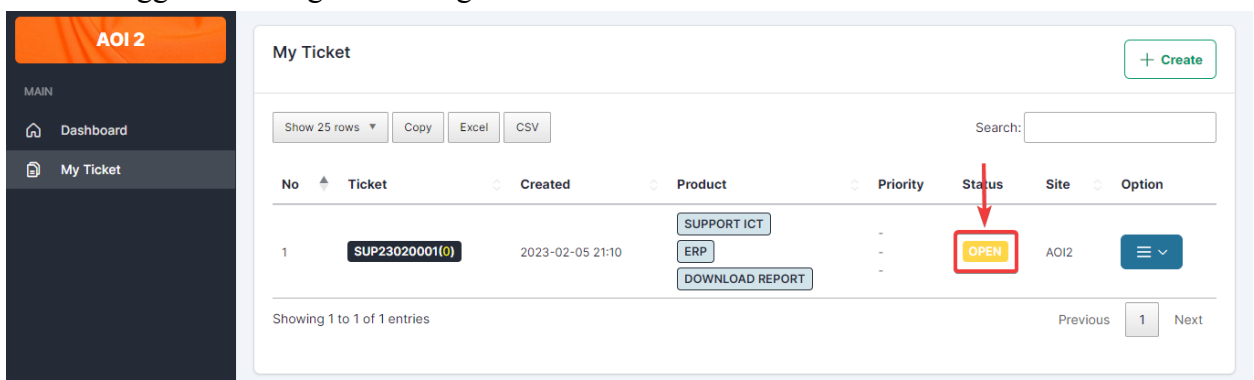 AOI 2
MAIN
Dashboard
My Ticket
My Ticket
+ Create
Show 25 rows ▼ Copy Excel CSV Search:
No Ticket Created Product Priority Status Site Option
1 SUP23020001(0) 2023-02-05 21:10 SUPPORT ICT - OPEN AOI2
ERP -
DOWNLOAD REPORT -
Showing 1 to 1 of 1 entries Previous 1 Next